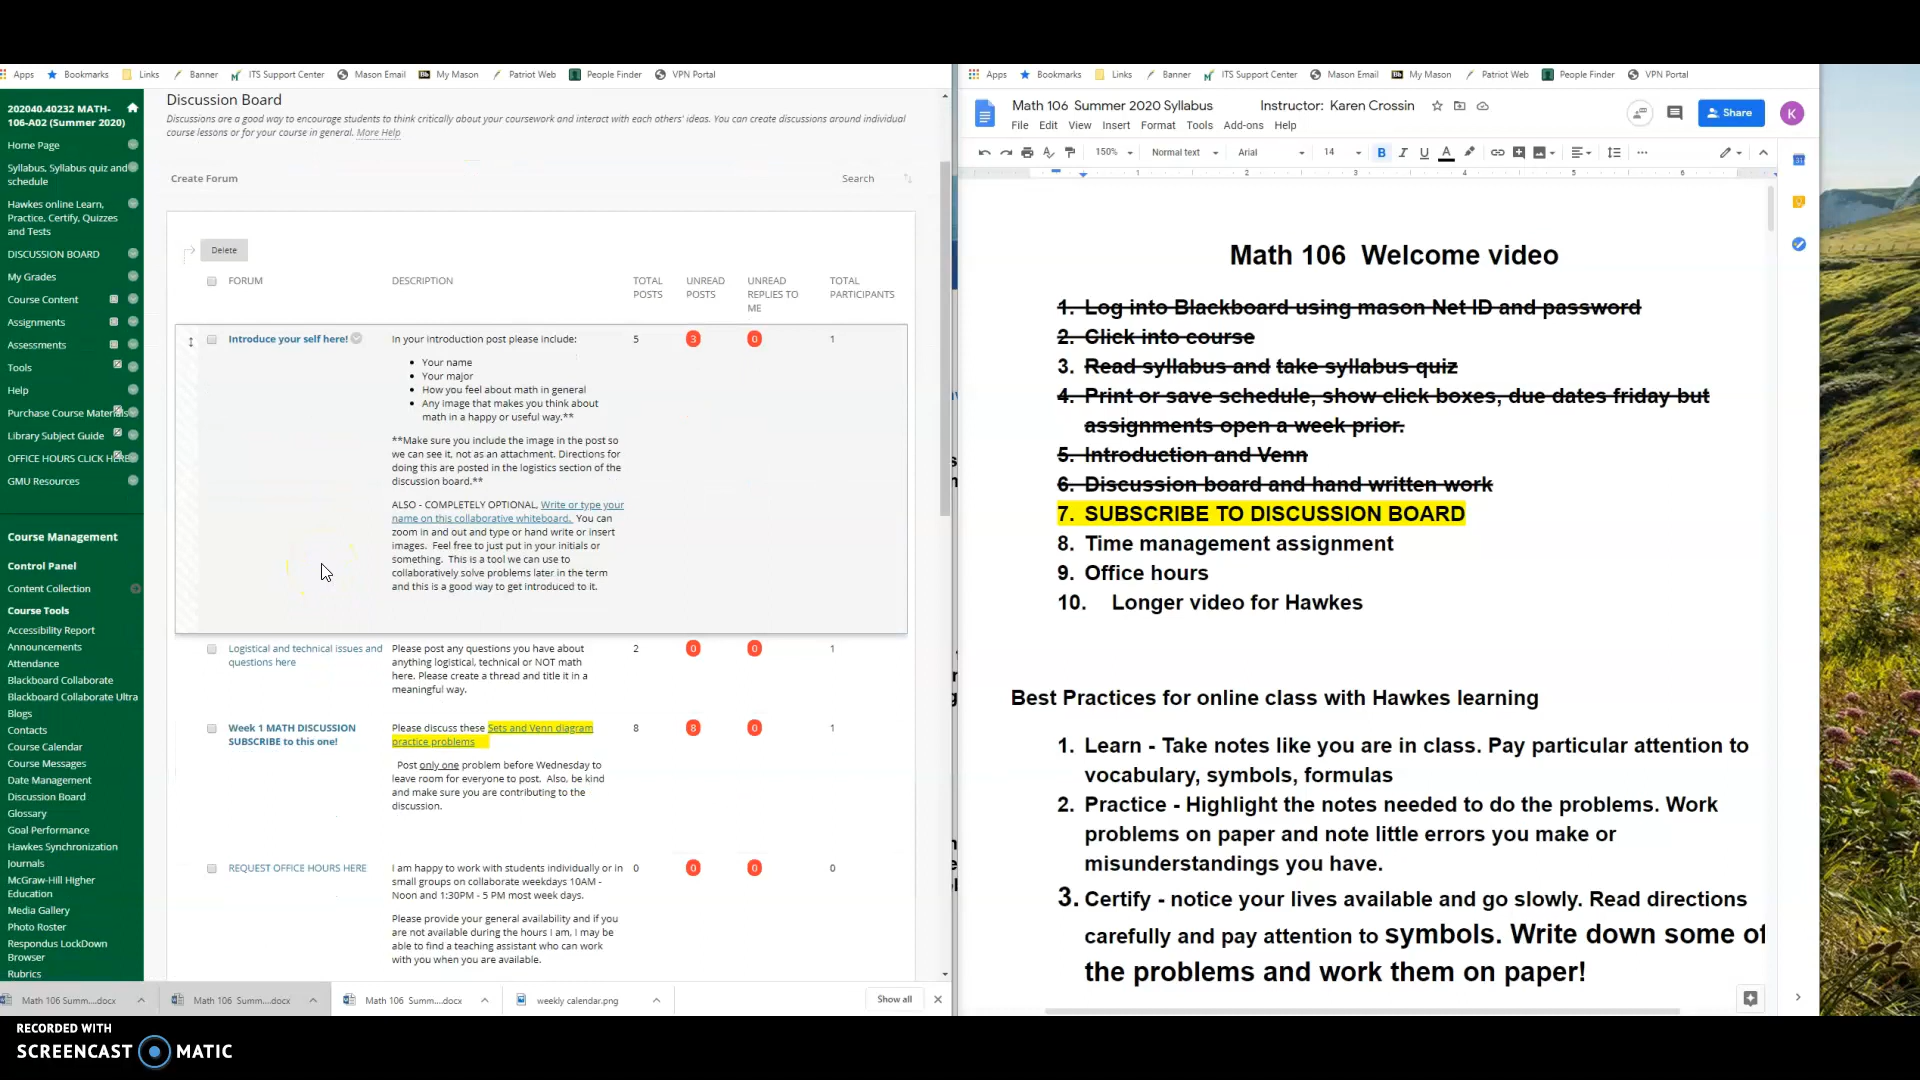 Apps Bookmarks Links Banner ITS Support Center Mason Email My Mason Patriot Web People Finder VPN Portal
202040.40232 MATH-
106-A02 (Summer 2020)
Home Page
Syllabus, Syllabus quiz and
schedule
Hawkes online Learn,
Practice, Certify, Quizzes
and Tests
DISCUSSION BOARD
My Grades
Course Content
Assignments
Assessments
Tools
Help
Purchase Course Materials
Library Subject Guide
OFFICE HOURS CLICK HERE
GMU Resources
Course Management
Control Panel
Content Collection
Course Tools
Accessibility Report
Announcements
Attendance
Blackboard Collaborate
Blackboard Collaborate Ultra
Blogs
Contacts
Course Calendar
Course Messages
Date Management
Discussion Board
Glossary
Goal Performance
Hawkes Synchronization
Journals
McGraw-Hill Higher
Education
Media Gallery
Photo Roster
Respondus LockDown
Browser
Rubrics
Discussion Board
Discussions are a good way to encourage students to think critically about your coursework and interact with each others' ideas. You can create discussions around individual
course lessons or for your course in general. More Help
Create Forum
Search
Delete
FORUM DESCRIPTION TOTAL POSTS UNREAD POSTS UNREAD REPLIES TO ME TOTAL PARTICIPANTS
Introduce your self here! In your introduction post please include: 5 3 0 1
Your name
Your major
How you feel about math in general
Any image that makes you think about
math in a happy or useful way.**
**Make sure you include the image in the post so
we can see it, not as an attachment. Directions for
doing this are posted in the logistics section of the
discussion board.**
ALSO - COMPLETELY OPTIONAL, Write or type your
name on this collaborative whiteboard. You can
zoom in and out and type or hand write or insert
images. Feel free to just put in your initials or
something. This is a tool we can use to
collaboratively solve problems later in the term
and this is a good way to get introduced to it.
Logistical and technical issues and
questions here
Please post any questions you have about
anything logistical, technical or NOT math
here. Please create a thread and title it in a
meaningful way.
2 0 0 1
Week 1 MATH DISCUSSION
SUBSCRIBE to this one!
Please discuss these Sets and Venn diagram
practice problems
8 8 0 1
Post only one problem before Wednesday to
leave room for everyone to post. Also, be kind
and make sure you are contributing to the
discussion.
REQUEST OFFICE HOURS HERE
I am happy to work with students individually or in
small groups on collaborate weekdays 10AM -
Noon and 1:30PM - 5 PM most week days.
0 0 0 0
Please provide your general availability and if you
are not available during the hours I am, I may be
able to find a teaching assistant who can work
with you when you are available.
Math 106 Summ....docx Math 106 Summ....docx Math 106 Summ....docx weekly calendar.png Show all
Apps Bookmarks Links Banner ITS Support Center Mason Email My Mason Patriot Web People Finder VPN Portal
Math 106 Summer 2020 Syllabus Instructor: Karen Crossin
Share
K
File Edit View Insert Format Tools Add-ons Help
150% Normal text Arial 14 B I U A
1 2 3 4 5 6
Math 106 Welcome video
1. Log into Blackboard using mason Net ID and password
2. Click into course
3. Read syllabus and take syllabus quiz
4. Print or save schedule, show click boxes, due dates friday but
assignments open a week prior.
5. Introduction and Venn
6. Discussion board and hand written work
7. SUBSCRIBE TO DISCUSSION BOARD
8. Time management assignment
9. Office hours
10. Longer video for Hawkes
Best Practices for online class with Hawkes learning
1. Learn - Take notes like you are in class. Pay particular attention to
vocabulary, symbols, formulas
2. Practice - Highlight the notes needed to do the problems. Work
problems on paper and note little errors you make or
misunderstandings you have.
3. Certify - notice your lives available and go slowly. Read directions
carefully and pay attention to symbols. Write down some of
the problems and work them on paper!
RECORDED WITH
SCREENCAST MATIC